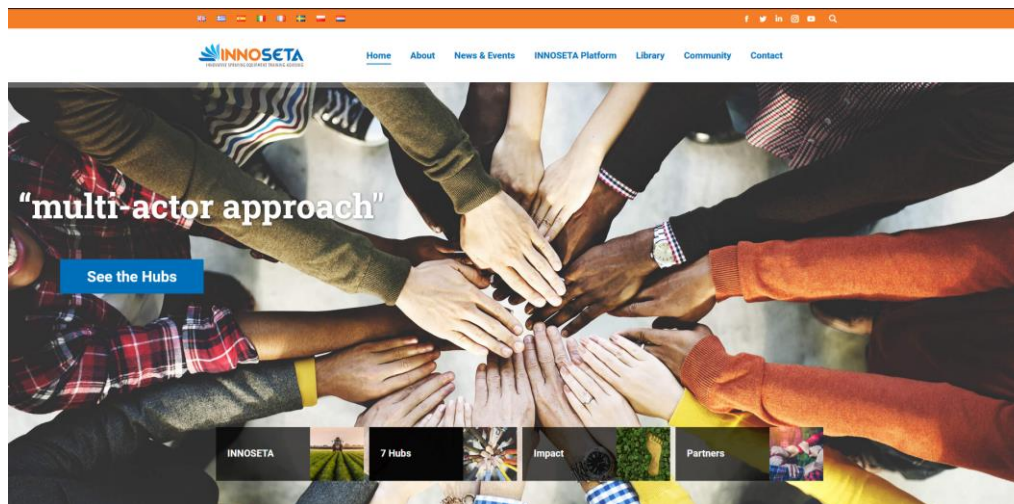 INNOSETA
INNOVATIVE SPRAYING EQUIPMENT TRAINING ADVISING
Home About News & Events INNOSETA Platform Library Community Contact
“multi-actor approach”
See the Hubs
INNOSETA 7 Hubs Impact Partners